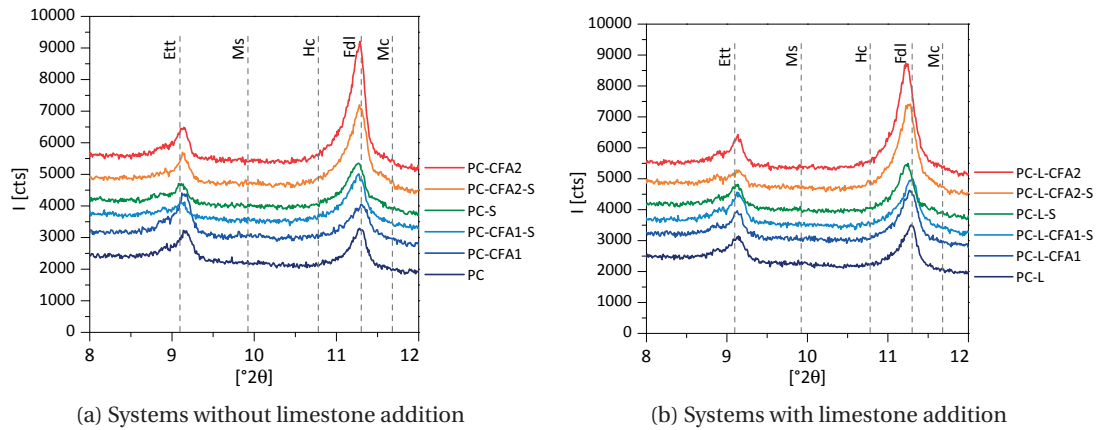 10000
9000
8000
7000
6000
5000
4000
3000
2000
1000
0
I [cts]
Ett
Ms
Hc
Fdl
Mc
8
9
10
11
12
[°2θ]
PC-CFA2
PC-CFA2-S
PC-S
PC-CFA1-S
PC-CFA1
PC
(a) Systems without limestone addition
10000
9000
8000
7000
6000
5000
4000
3000
2000
1000
0
I [cts]
Ett
Ms
Hc
Fdl
Mc
8
9
10
11
12
[°2θ]
PC-L-CFA2
PC-L-CFA2-S
PC-L-S
PC-L-CFA1-S
PC-L-CFA1
PC-L
(b) Systems with limestone addition